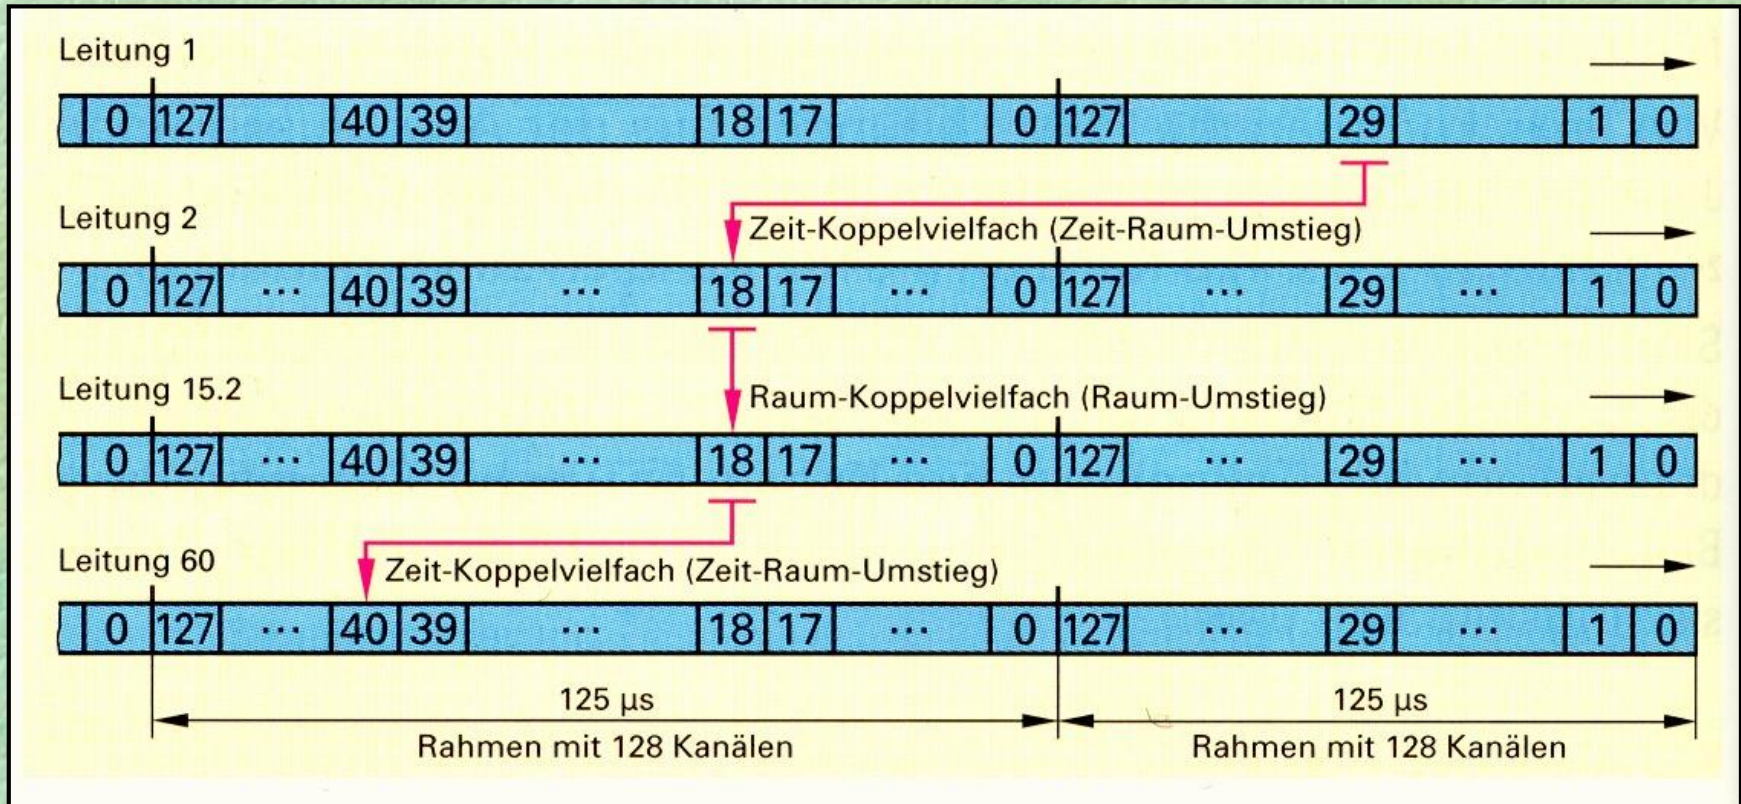 Leitung 1
0 127 40 39 18 17 0 127 29 1 0
Leitung 2
Zeit-Koppelvielfach (Zeit-Raum-Umstieg)
0 127 ... 40 39 ... 18 17 ... 0 127 ... 29 ... 1 0
Leitung 15.2
Raum-Koppelvielfach (Raum-Umstieg)
0 127 ... 40 39 ... 18 17 ... 0 127 ... 29 ... 1 0
Leitung 60
Zeit-Koppelvielfach (Zeit-Raum-Umstieg)
0 127 ... 40 39 ... 18 17 ... 0 127 ... 29 ... 1 0
125 µs 125 µs
Rahmen mit 128 Kanälen Rahmen mit 128 Kanälen